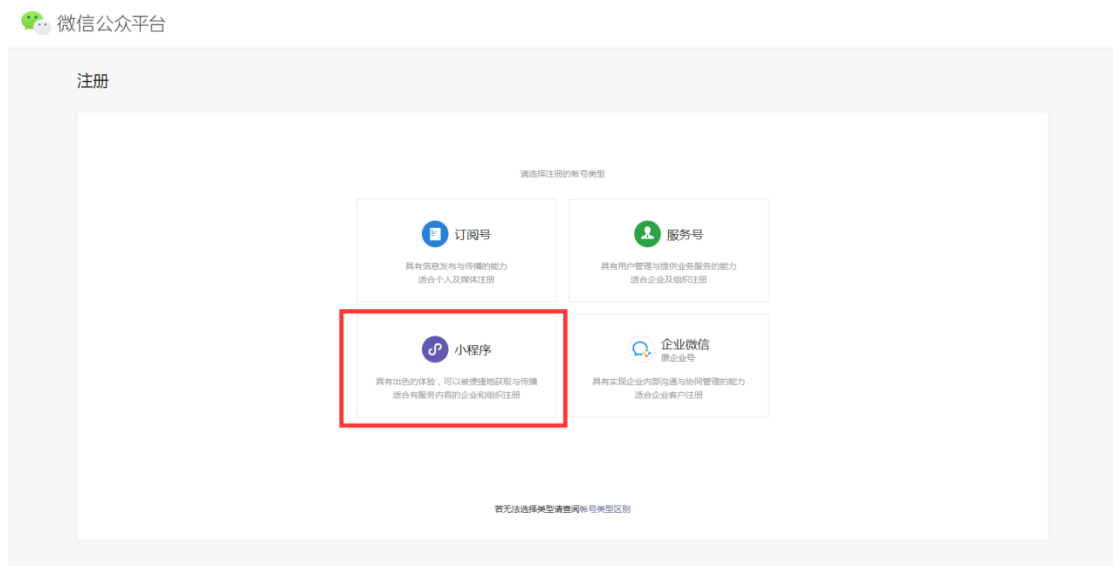 微信公众平台
注册
请选择注册的帐号类型
订阅号
具有信息发布与传播的能力
适合个人及媒体注册
服务号
具有用户管理与提供业务服务的能力
适合企业及组织注册
小程序
具有出色的体验，可以被便捷地获取与传播
适合有服务内容的企业和组织注册
企业微信
原企业号
具有实现企业内部沟通与协同管理的能力
适合企业客户注册
若无法选择类型请查阅帐号类型区别